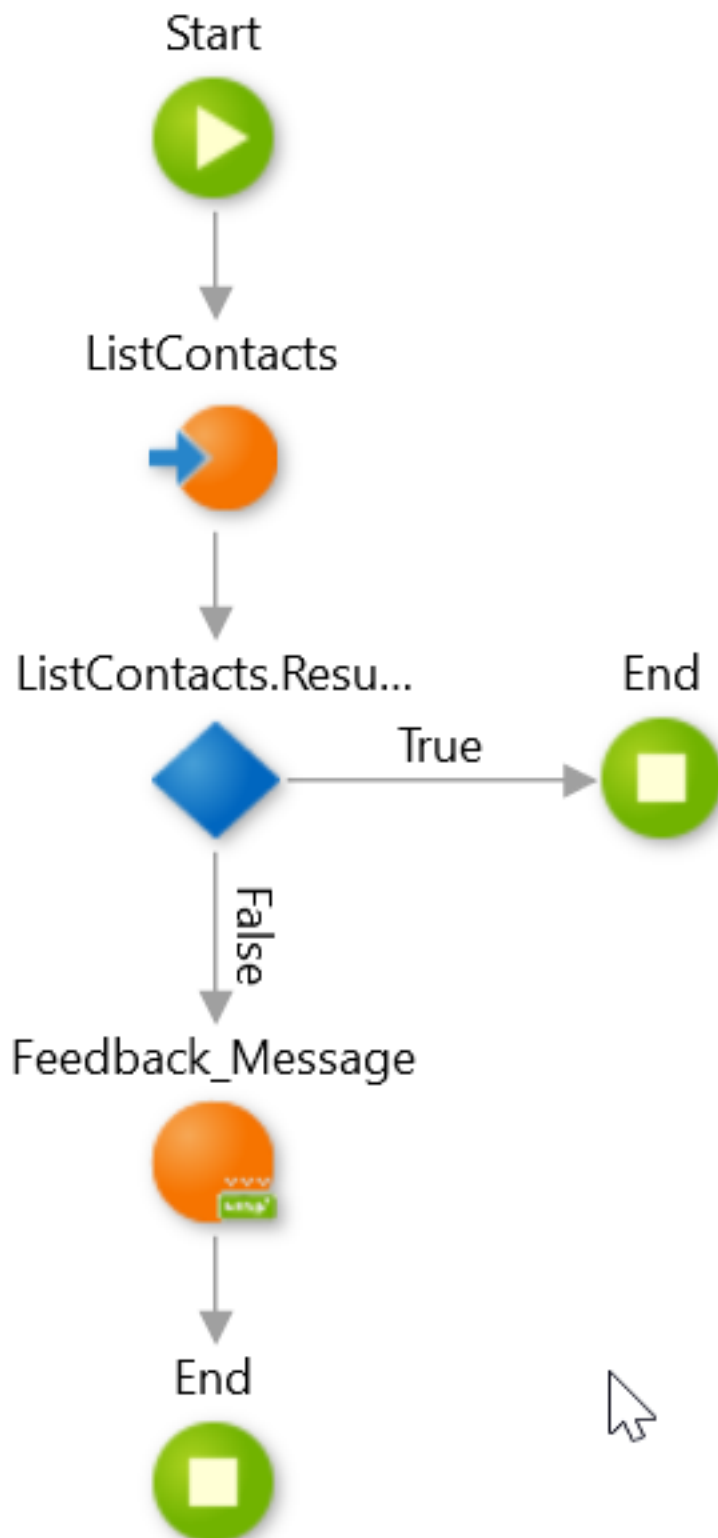 Start
ListContacts
ListContacts.Resu...
End
True
False
Feedback_Message
End